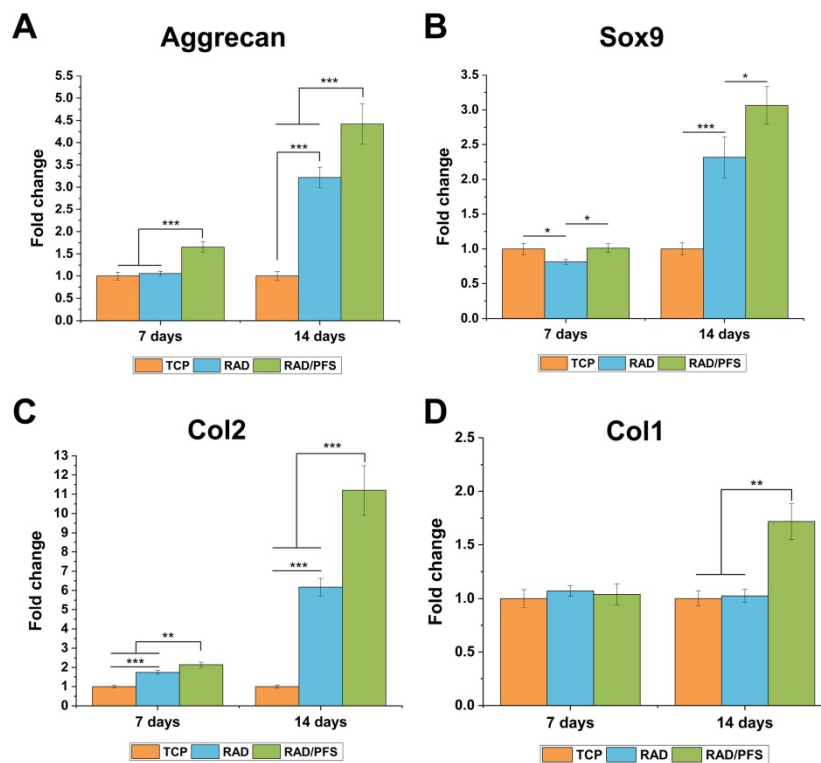 A
Aggrecan
Fold change
5.5
5.0
4.5
4.0
3.5
3.0
2.5
2.0
1.5
1.0
0.5
0.0
***
***
***
7 days
14 days
TCP RAD RAD/PFS
B
Sox9
Fold change
3.5
3.0
2.5
2.0
1.5
1.0
0.5
0.0
*
*
***
*
7 days
14 days
TCP RAD RAD/PFS
C
Col2
Fold change
13
12
11
10
9
8
7
6
5
4
3
2
1
0
**
***
***
***
7 days
14 days
TCP RAD RAD/PFS
D
Col1
Fold change
2.5
2.0
1.5
1.0
0.5
0.0
**
7 days
14 days
TCP RAD RAD/PFS